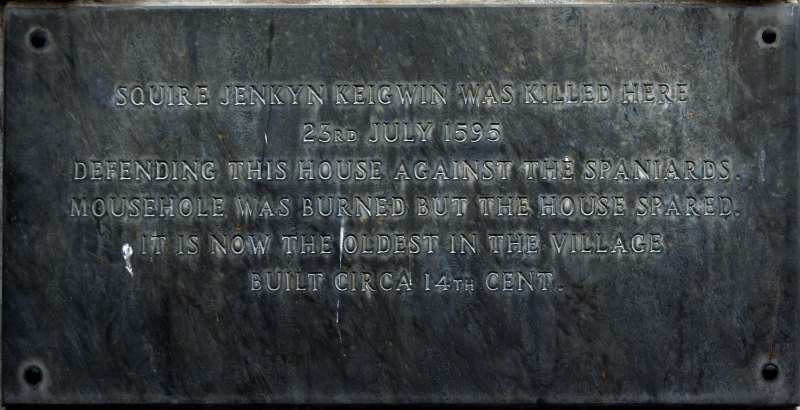 SQUIRE JENKYN KEIGWIN WAS KILLED HERE
23RD JULY 1595
DEFENDING THIS HOUSE AGAINST THE SPANIARDS.
MOUSEHOLE WAS BURNED BUT THE HOUSE SPARED.
IT IS NOW THE OLDEST IN THE VILLAGE
BUILT CIRCA 14TH CENT.